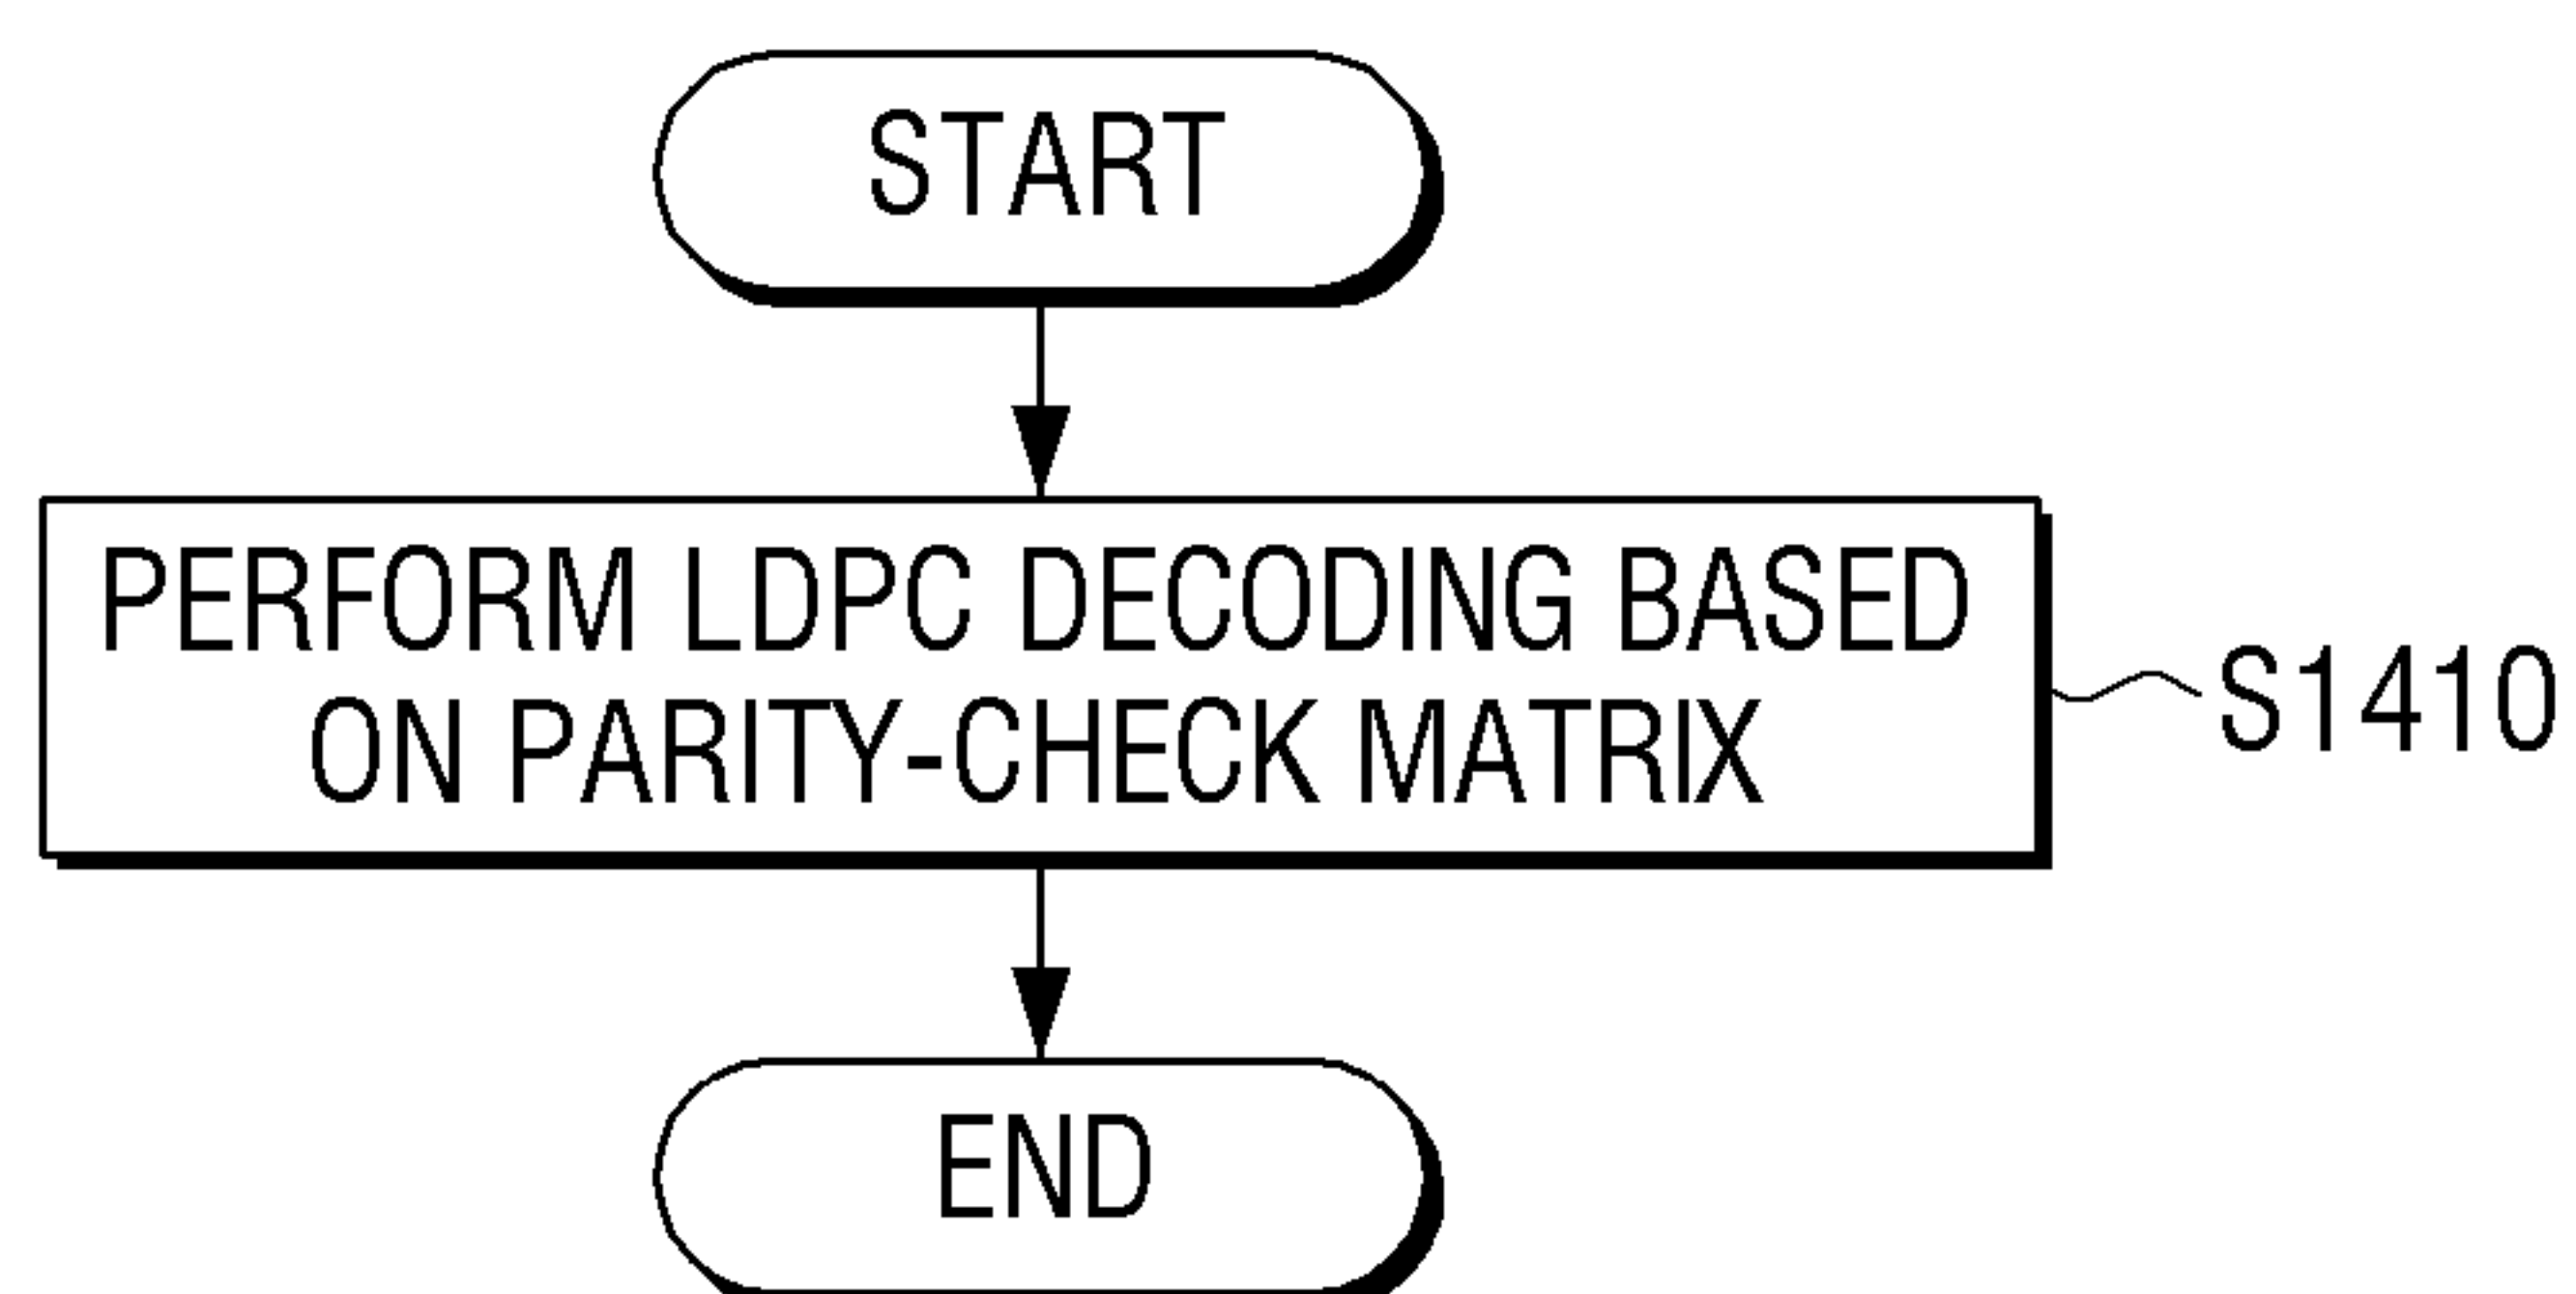 START
PERFORM LDPC DECODING BASED
ON PARITY-CHECK MATRIX
S1410
END